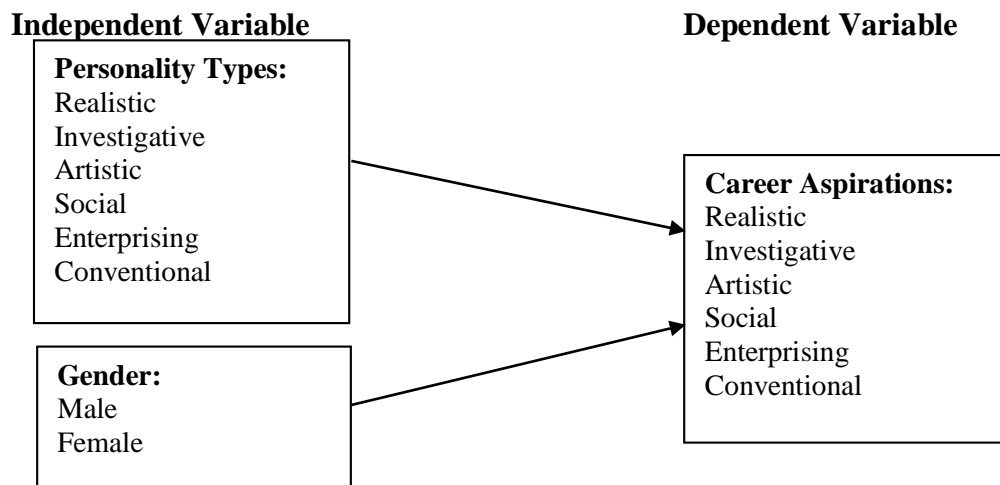 Independent Variable
Dependent Variable
Personality Types:
Realistic
Investigative
Artistic
Social
Enterprising
Conventional
Gender:
Male
Female
Career Aspirations:
Realistic
Investigative
Artistic
Social
Enterprising
Conventional